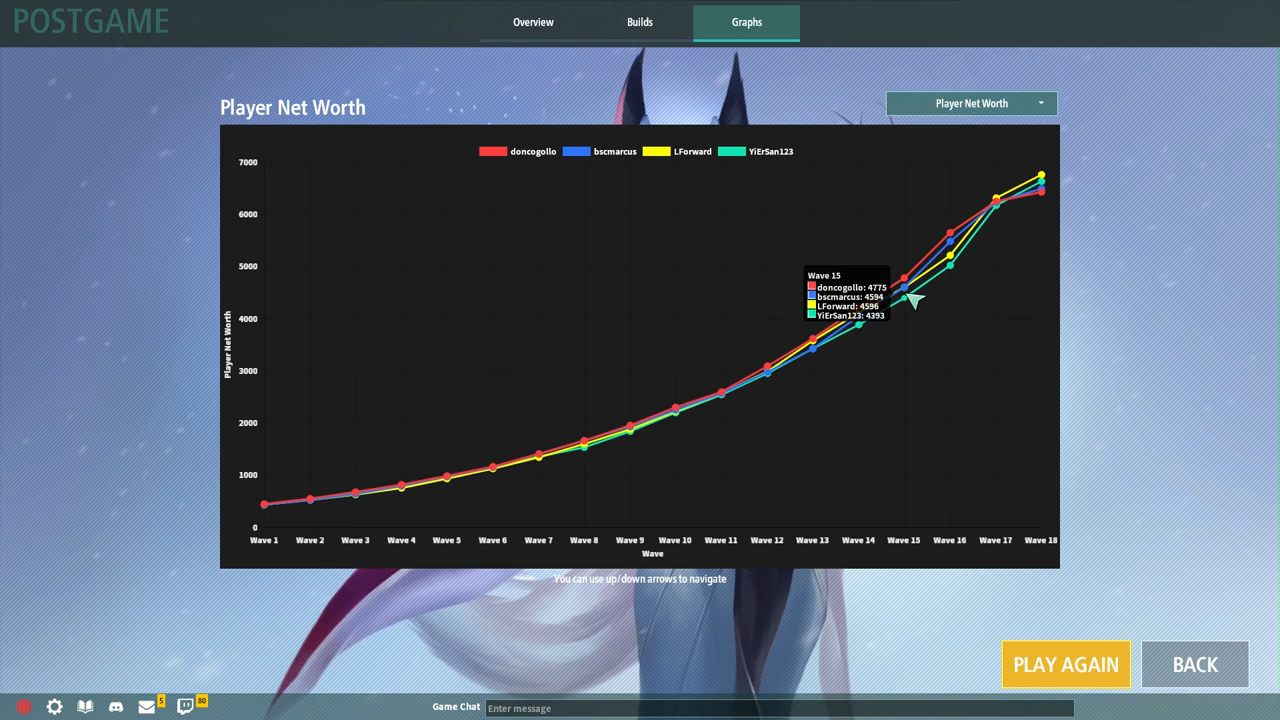 POSTGAME
Overview
Builds
Graphs
Player Net Worth
Player Net Worth
doncogollo
bscmarcus
LForward
YiErSan123
7000
6000
5000
4000
3000
2000
1000
0
Player Net Worth
Wave 15
doncogollo: 4775
bscmarcus: 4594
LForward: 4596
YiErSan123: 4393
Wave 1 Wave 2 Wave 3 Wave 4 Wave 5 Wave 6 Wave 7 Wave 8 Wave 9 Wave 10 Wave 11 Wave 12 Wave 13 Wave 14 Wave 15 Wave 16 Wave 17 Wave 18
Wave
You can use up/down arrows to navigate
PLAY AGAIN
BACK
5
80
Game Chat
Enter message